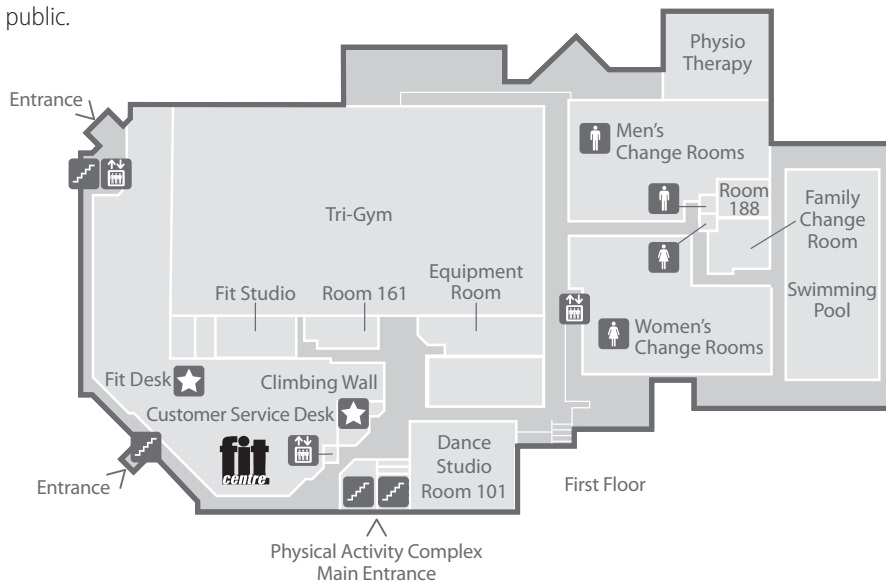 public.
Physio
Therapy
Entrance
Men's
Change Rooms
Room
188
Family
Change
Room
Tri-Gym
Equipment
Room
Fit Studio
Room 161
Swimming
Pool
Women's
Change Rooms
Fit Desk
Climbing Wall
Customer Service Desk
fit
centre
Dance
Studio
Room 101
Entrance
First Floor
Physical Activity Complex
Main Entrance